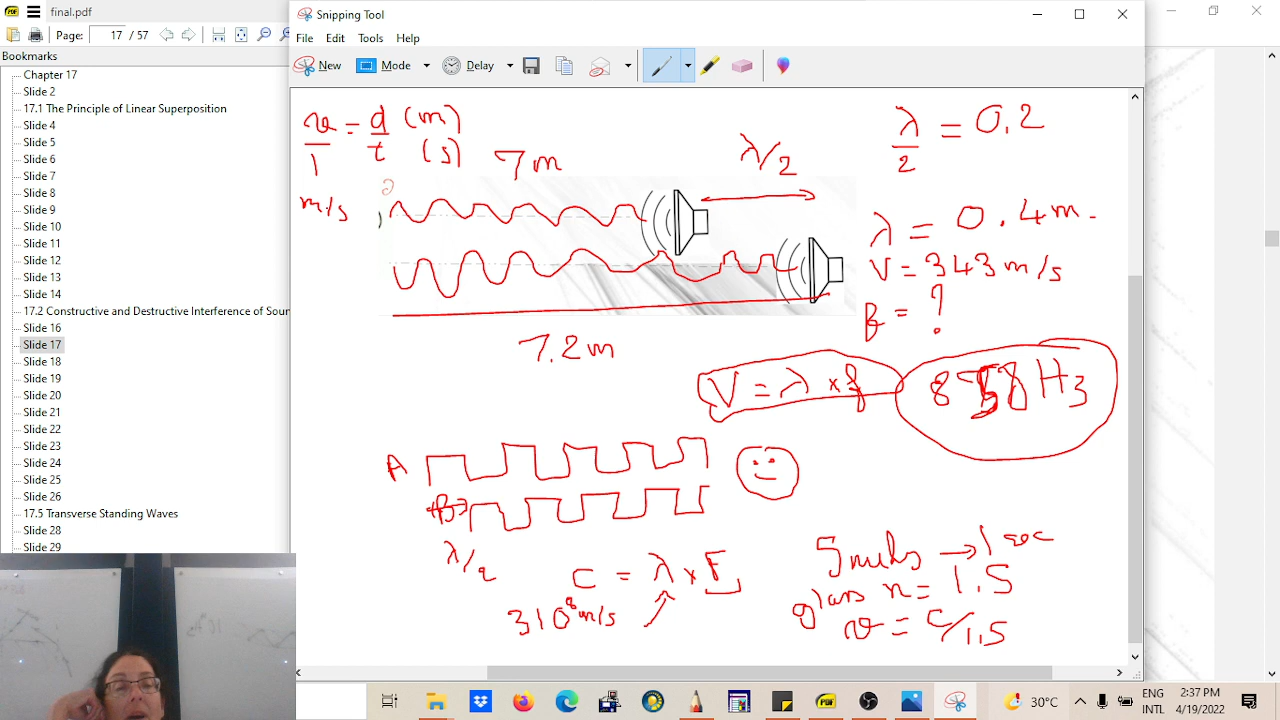 final.pdf
Snipping Tool
File Edit Tools Help
Page: 17 / 57
New Mode Delay
Bookmarks
Chapter 17
Slide 2
17.1 The Principle of Linear Superposition
Slide 4
Slide 5
Slide 6
Slide 7
Slide 8
Slide 9
Slide 10
Slide 11
Slide 12
Slide 13
Slide 14
17.2 Constructive and Destructive Interference of Soun
Slide 16
Slide 17
Slide 18
Slide 19
Slide 20
Slide 21
Slide 22
Slide 23
Slide 24
Slide 25
Slide 26
17.5 Transverse Standing Waves
Slide 28
Slide 29
v = d/t (m) (s)
m/s
7 m
λ/2
λ/2 = 0.2
λ = 0.4 m.
V = 343 m/s
f = ?
7.2 m
V = λ × f
858 Hz
A
B
λ/2
C = λ × F
3 10^8 m/s
→ 1 sec
glass n = 1.5
v = C/1.5
30°C
ENG
INTL
2:37 PM
4/19/2022